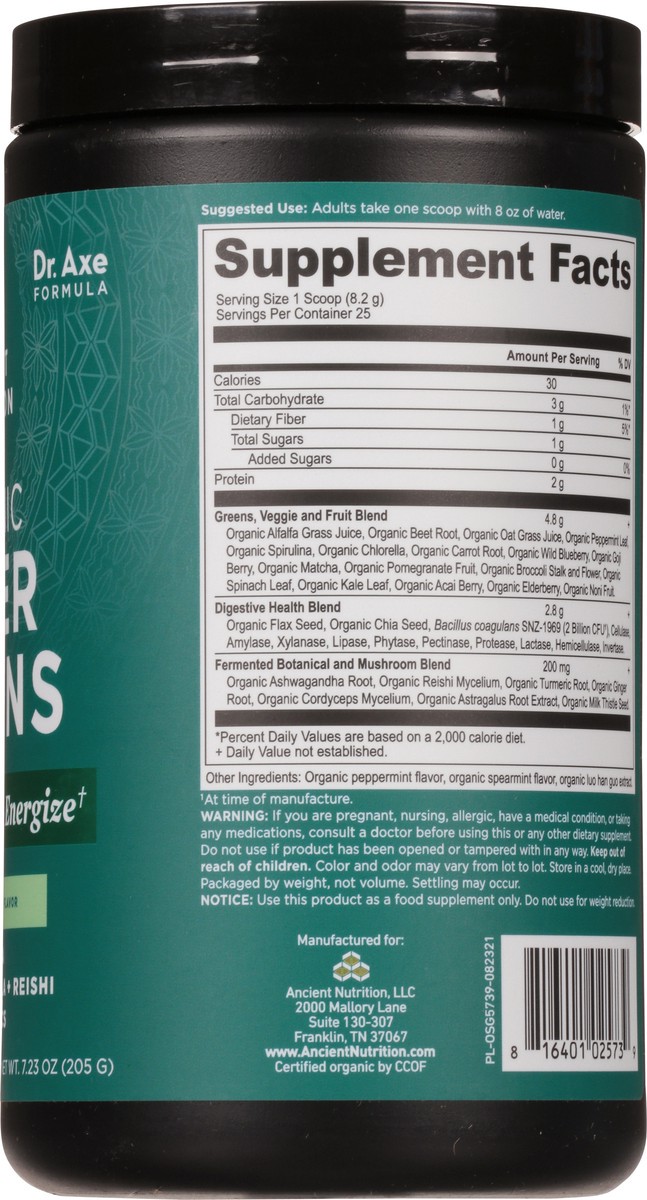 Dr. Axe
FORMULA
T
N
C
ER
NS
Energize†
FLAVOR
A + REISHI
S
ET WT. 7.23 OZ (205 G)
Suggested Use: Adults take one scoop with 8 oz of water.
Supplement Facts
Serving Size 1 Scoop (8.2 g)
Servings Per Container 25
Amount Per Serving % DV
Calories 30
Total Carbohydrate 3 g 1%*
Dietary Fiber 1 g 5%*
Total Sugars 1 g
Added Sugars 0 g 0%
Protein 2 g
Greens, Veggie and Fruit Blend 4.8 g +
Organic Alfalfa Grass Juice, Organic Beet Root, Organic Oat Grass Juice, Organic Peppermint Leaf,
Organic Spirulina, Organic Chlorella, Organic Carrot Root, Organic Wild Blueberry, Organic Goji
Berry, Organic Matcha, Organic Pomegranate Fruit, Organic Broccoli Stalk and Flower, Organic
Spinach Leaf, Organic Kale Leaf, Organic Acai Berry, Organic Elderberry, Organic Noni Fruit
Digestive Health Blend 2.8 g +
Organic Flax Seed, Organic Chia Seed, Bacillus coagulans SNZ-1969 (2 Billion CFU†), Cellulase,
Amylase, Xylanase, Lipase, Phytase, Pectinase, Protease, Lactase, Hemicellulase, Invertase
Fermented Botanical and Mushroom Blend 200 mg +
Organic Ashwagandha Root, Organic Reishi Mycelium, Organic Turmeric Root, Organic Ginger
Root, Organic Cordyceps Mycelium, Organic Astragalus Root Extract, Organic Milk Thistle Seed
*Percent Daily Values are based on a 2,000 calorie diet.
+ Daily Value not established.
Other Ingredients: Organic peppermint flavor, organic spearmint flavor, organic luo han guo extract.
†At time of manufacture.
WARNING: If you are pregnant, nursing, allergic, have a medical condition, or taking
any medications, consult a doctor before using this or any other dietary supplement.
Do not use if product has been opened or tampered with in any way. Keep out of
reach of children. Color and odor may vary from lot to lot. Store in a cool, dry place.
Packaged by weight, not volume. Settling may occur.
NOTICE: Use this product as a food supplement only. Do not use for weight reduction.
Manufactured for:
Ancient Nutrition, LLC
2000 Mallory Lane
Suite 130-307
Franklin, TN 37067
www.AncientNutrition.com
Certified organic by CCOF
PL-OSG5739-082321
8 16401 02573 9